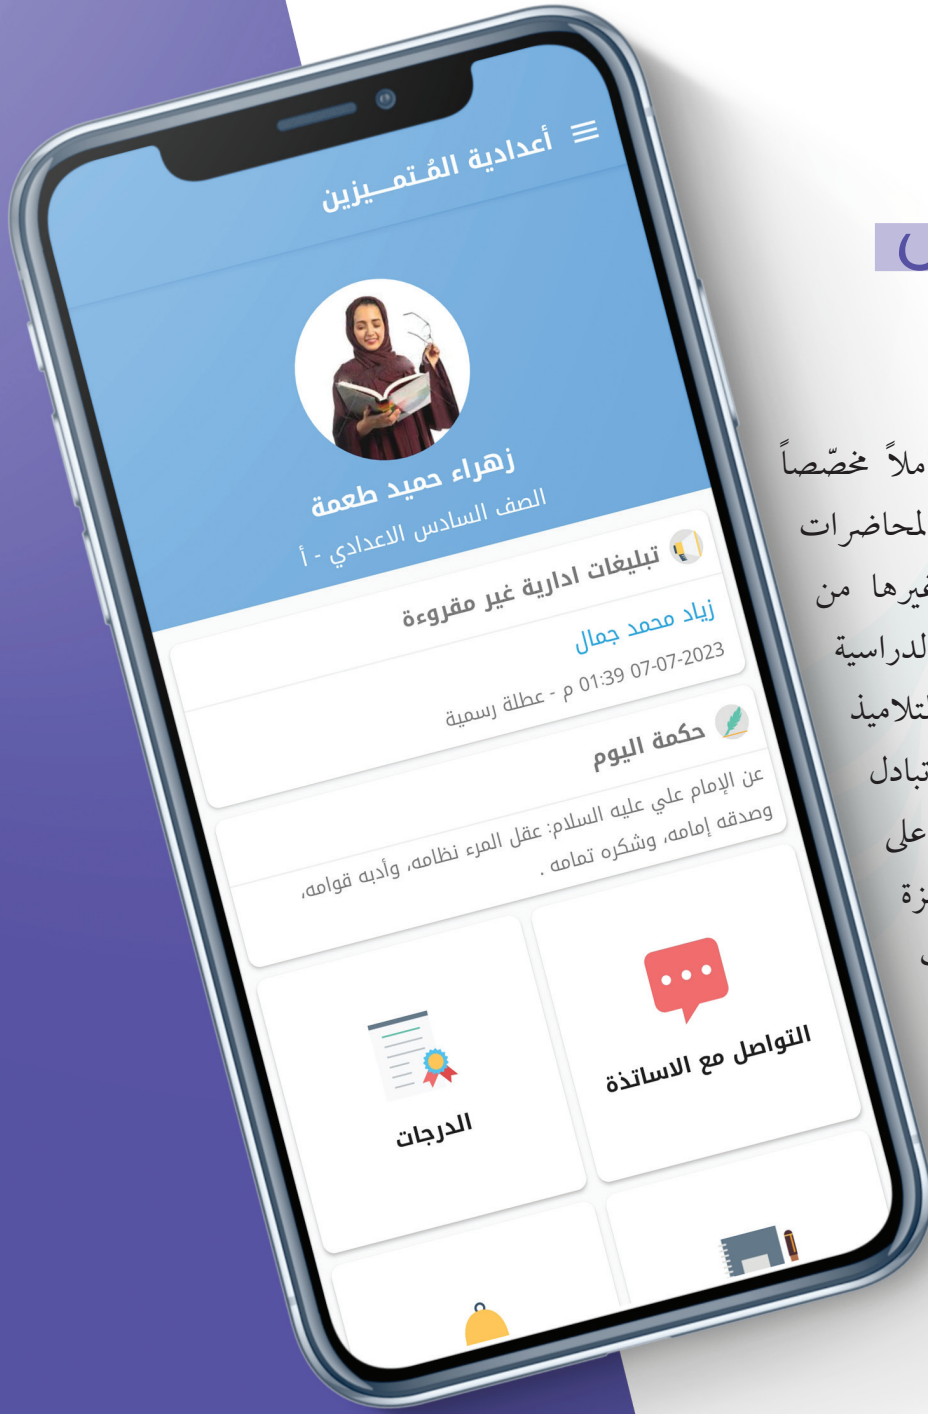 أعدادية المُـتمـــيزين
زهراء حميد طعمة
الصف السادس الاعدادي - أ
تبليغات ادارية غير مقروءة
زياد محمد جمال
07-07-2023 01:39 م - عطلة رسمية
حكمة اليوم
عن الإمام علي عليه السلام: عقل المرء نظامه، وأدبه قوامه،
وصدقه إمامه، وشكره تمامه .
التواصل مع الاساتذة
الدرجات
ملاً مخصّصاً
لمحاضرات
غيرها من
لدراسية
لتلاميذ
تبادل
على
زة